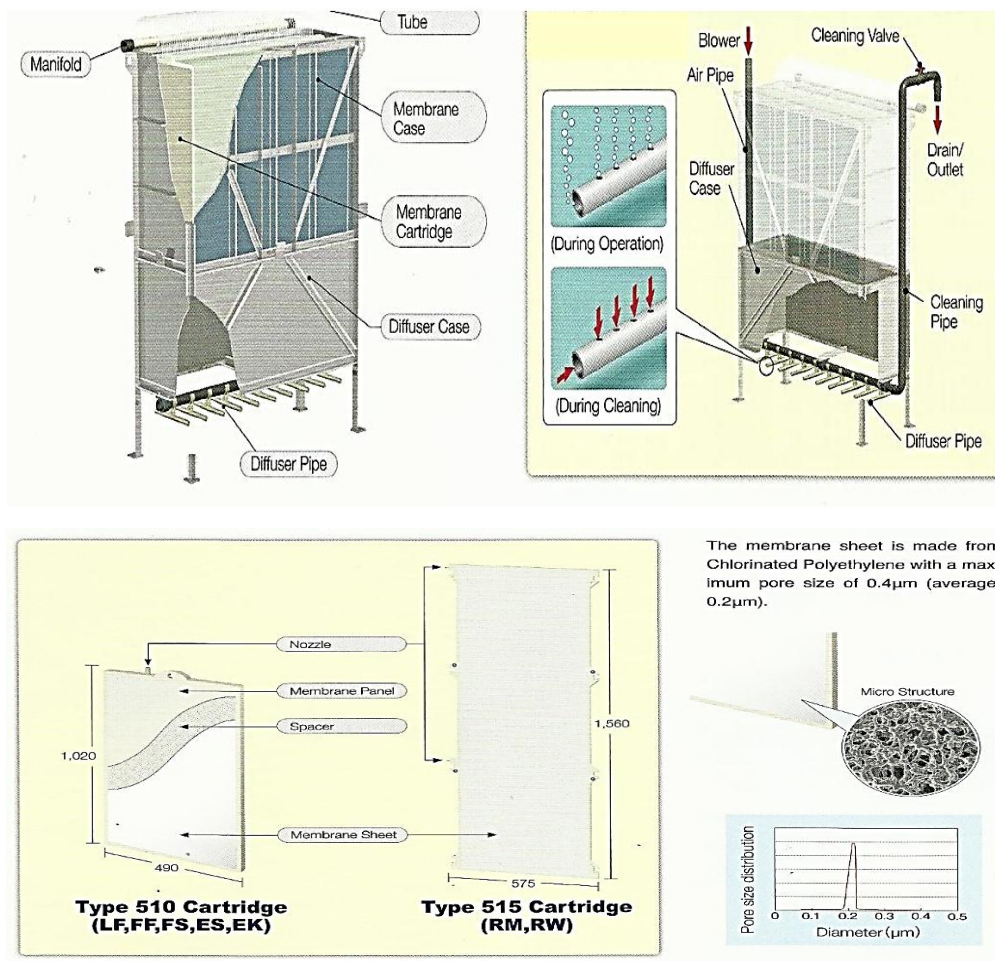 Tube
Manifold
Membrane
Case
Membrane
Cartridge
Diffuser Case
Diffuser Pipe
Blower
Cleaning Valve
Air Pipe
Drain/
Outlet
Diffuser
Case
(During Operation)
Cleaning
Pipe
(During Cleaning)
Diffuser Pipe
The membrane sheet is made from
Chlorinated Polyethylene with a max
imum pore size of 0.4μm (average
0.2μm).
Nozzle
Membrane Panel
Spacer
Membrane Sheet
1,020
490
1,560
575
Type 510 Cartridge
(LF,FF,FS,ES,EK)
Type 515 Cartridge
(RM,RW)
Micro Structure
Pore size distribution
0 0.1 0.2 0.3 0.4 0.5
Diameter (μm)